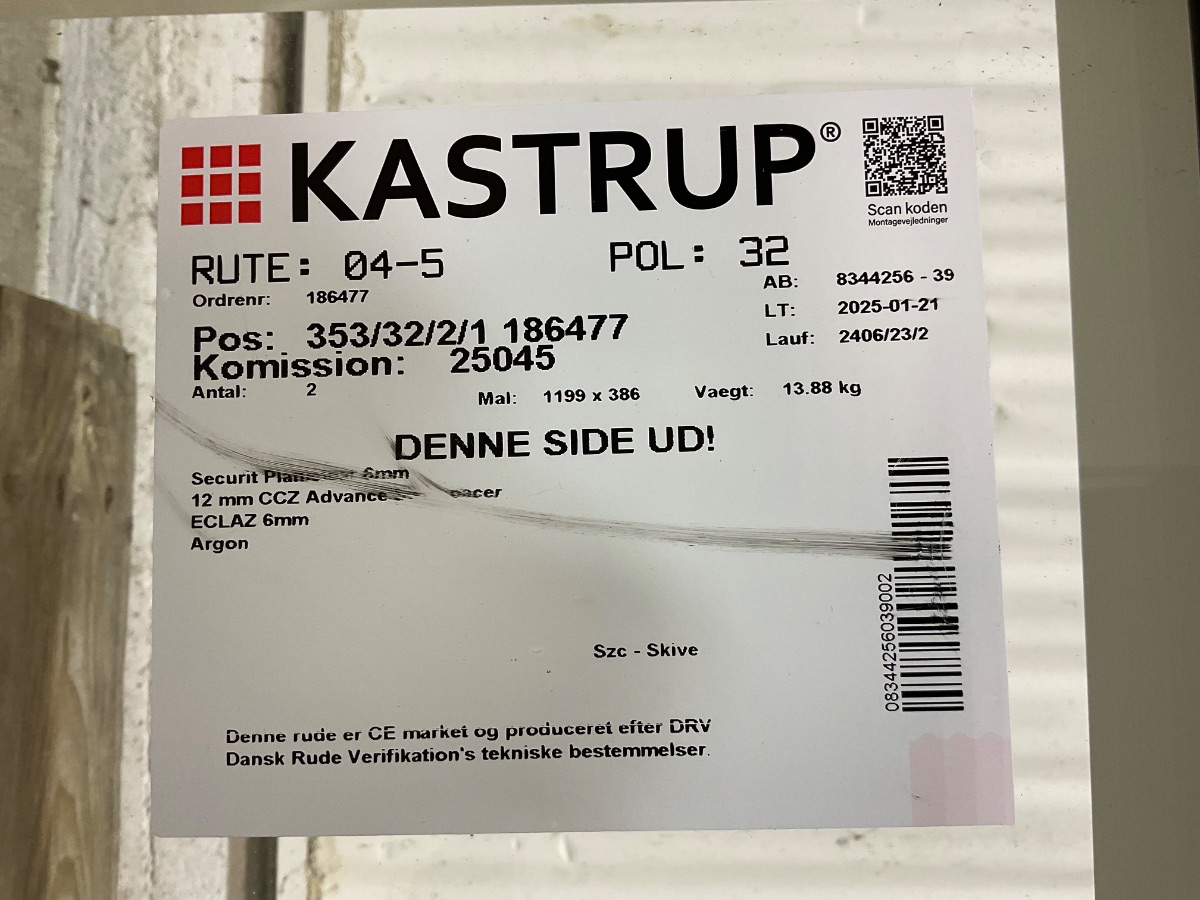 KASTRUP®
Scan koden
Montagevejledninger
RUTE: 04-5
POL: 32
Ordrenr: 186477
AB: 8344256 - 39
LT: 2025-01-21
Pos: 353/32/2/1 186477
Lauf: 2406/23/2
Komission: 25045
Antal: 2
Mal: 1199 x 386
Vaegt: 13.88 kg
DENNE SIDE UD!
Securit 6mm
12 mm CCZ Advance
ECLAZ 6mm
Argon
08344256039002
Szc - Skive
Denne rude er CE market og produceret efter DRV
Dansk Rude Verifikation's tekniske bestemmelser.